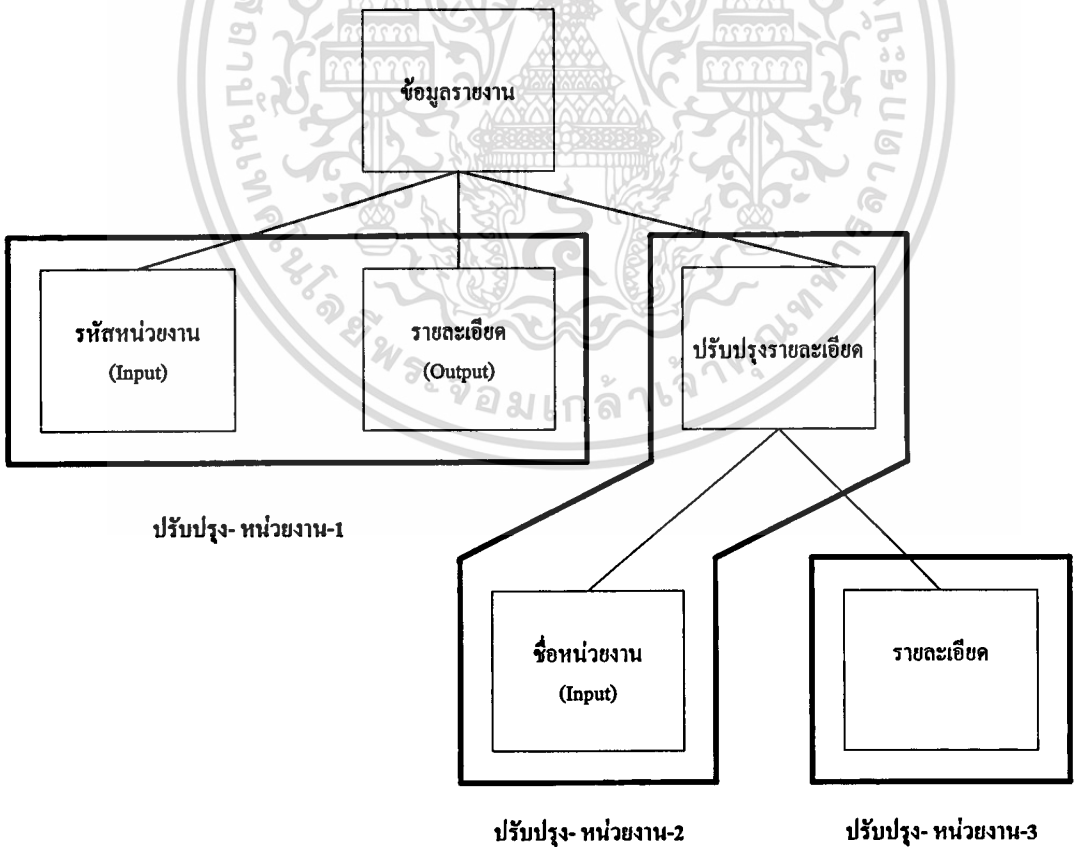 ข้อมูลรายงาน
รหัสหน่วยงาน
(Input)
รายละเอียด
(Output)
ปรับปรุงรายละเอียด
ปรับปรุง- หน่วยงาน-1
ชื่อหน่วยงาน
(Input)
รายละเอียด
ปรับปรุง- หน่วยงาน-2
ปรับปรุง- หน่วยงาน-3